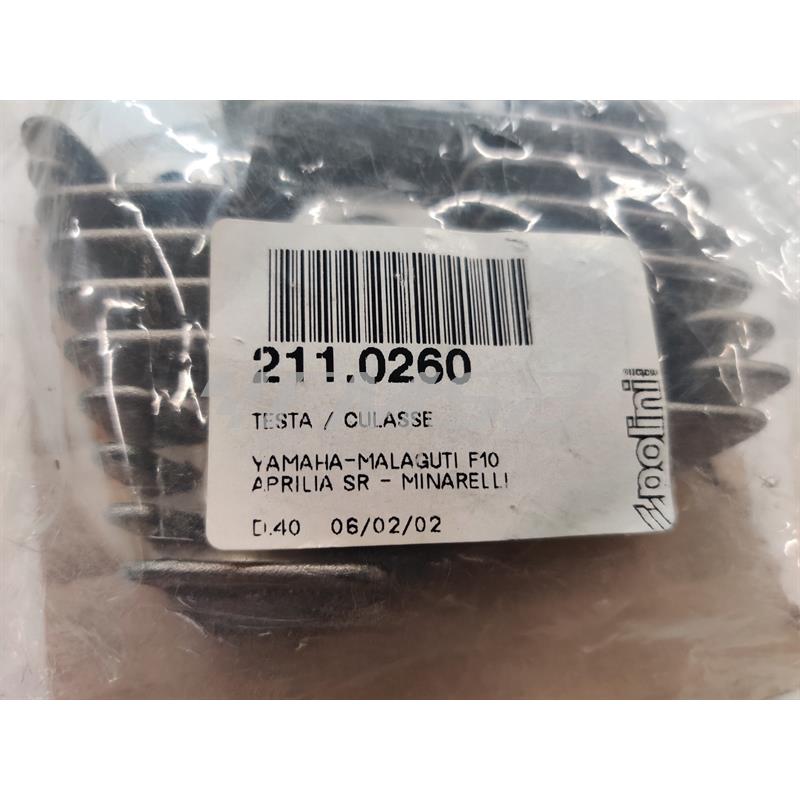 211.0260
TESTA / CULASSE
YAMAHA-MALAGUTI F10
APRILIA SR - MINARELLI
D.40 06/02/02
polini